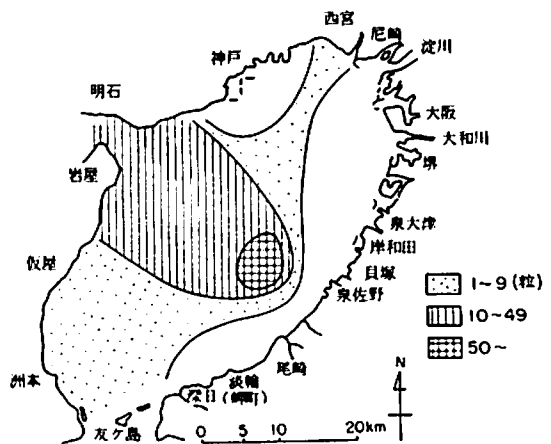 西宮
尼崎
淀川
神戸
明石
大阪
大和川
堺
岩屋
泉大津
岸和田
仮屋
貝塚
泉佐野
1~9(粒)
10~49
50~
尾崎
淡輪
(岬町)
深日
洲本
友ケ島
N
0 5 10 20km